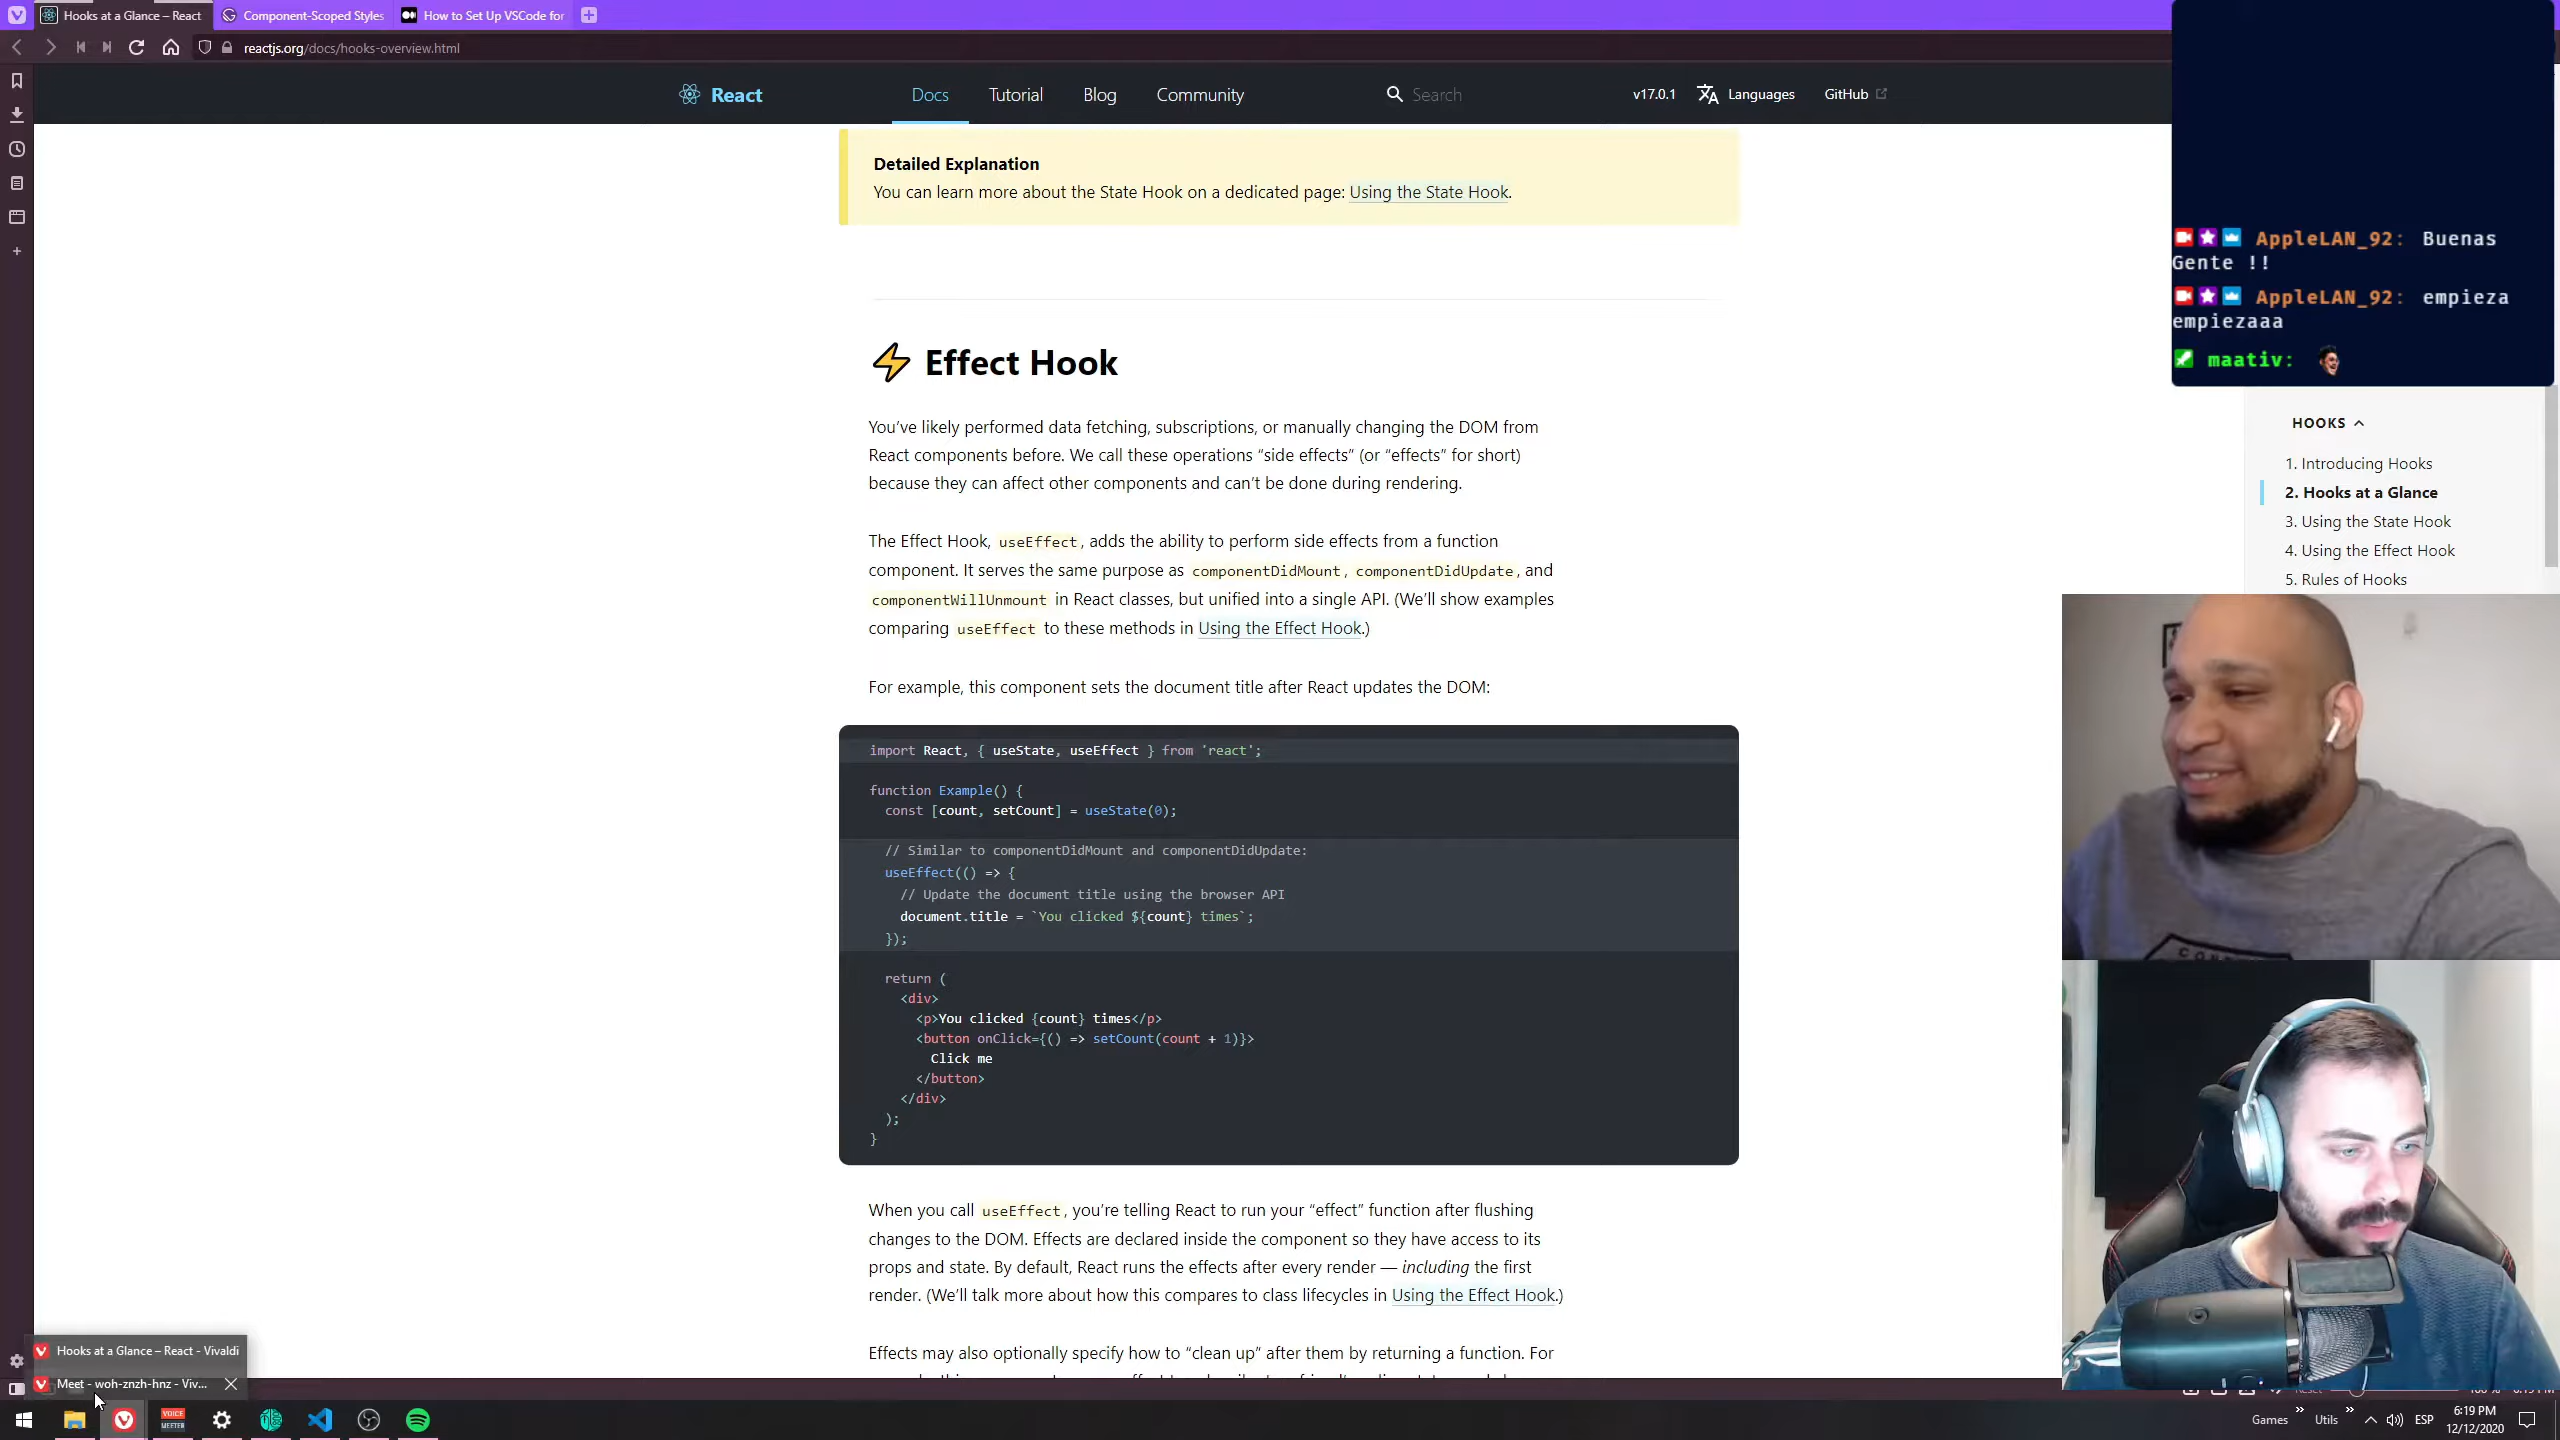 Hooks at a Glance – React
Component-Scoped Styles
How to Set Up VSCode for
reactjs.org/docs/hooks-overview.html
React
Docs
Tutorial
Blog
Community
Search
v17.0.1
Languages
GitHub
Detailed Explanation
You can learn more about the State Hook on a dedicated page: Using the State Hook.
⚡ Effect Hook
You’ve likely performed data fetching, subscriptions, or manually changing the DOM from
React components before. We call these operations “side effects” (or “effects” for short)
because they can affect other components and can’t be done during rendering.
The Effect Hook, useEffect, adds the ability to perform side effects from a function
component. It serves the same purpose as componentDidMount, componentDidUpdate, and
componentWillUnmount in React classes, but unified into a single API. (We’ll show examples
comparing useEffect to these methods in Using the Effect Hook.)
For example, this component sets the document title after React updates the DOM:
import React, { useState, useEffect } from 'react';
function Example() {
const [count, setCount] = useState(0);
// Similar to componentDidMount and componentDidUpdate:
useEffect(() => {
// Update the document title using the browser API
document.title = `You clicked ${count} times`;
});
return (
<div>
<p>You clicked {count} times</p>
<button onClick={() => setCount(count + 1)}>
Click me
</button>
</div>
);
}
When you call useEffect, you’re telling React to run your “effect” function after flushing
changes to the DOM. Effects are declared inside the component so they have access to its
props and state. By default, React runs the effects after every render — including the first
render. (We’ll talk more about how this compares to class lifecycles in Using the Effect Hook.)
Effects may also optionally specify how to “clean up” after them by returning a function. For
AppleLAN_92: Buenas
Gente !!
AppleLAN_92: empieza
empiezaaa
maativ:
HOOKS
1. Introducing Hooks
2. Hooks at a Glance
3. Using the State Hook
4. Using the Effect Hook
5. Rules of Hooks
Hooks at a Glance – React - Vivaldi
Meet - woh-znzh-hnz - Viv...
VOICE
MEETER
Games
Utils
ESP
6:19 PM
12/12/2020